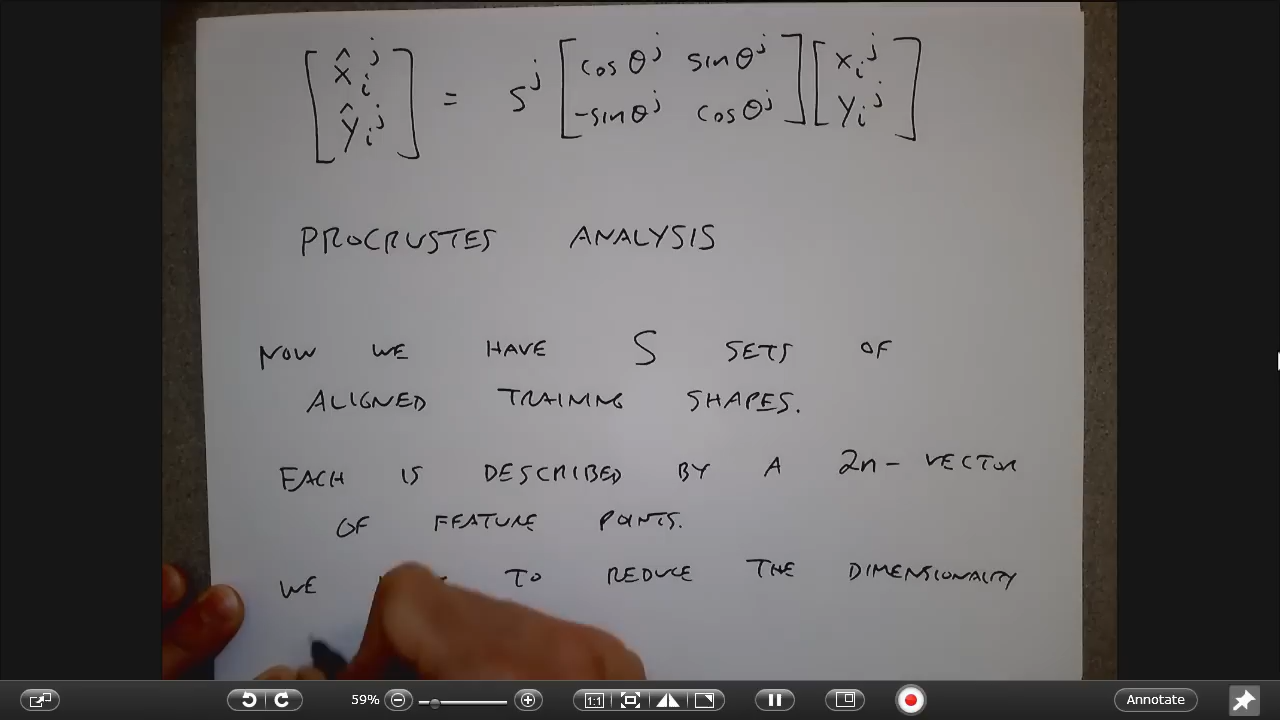 [x̂ᵢʲ ŷᵢʲ] = Sʲ [cos θʲ sin θʲ -sin θʲ cos θʲ] [xᵢʲ yᵢʲ]
PROCRUSTES ANALYSIS
NOW WE HAVE S SETS OF
ALIGNED TRAINING SHAPES.
EACH IS DESCRIBED BY A 2n- VECTOR
OF FEATURE POINTS.
WE TO REDUCE THE DIMENSIONALITY
59% 1:1 Annotate